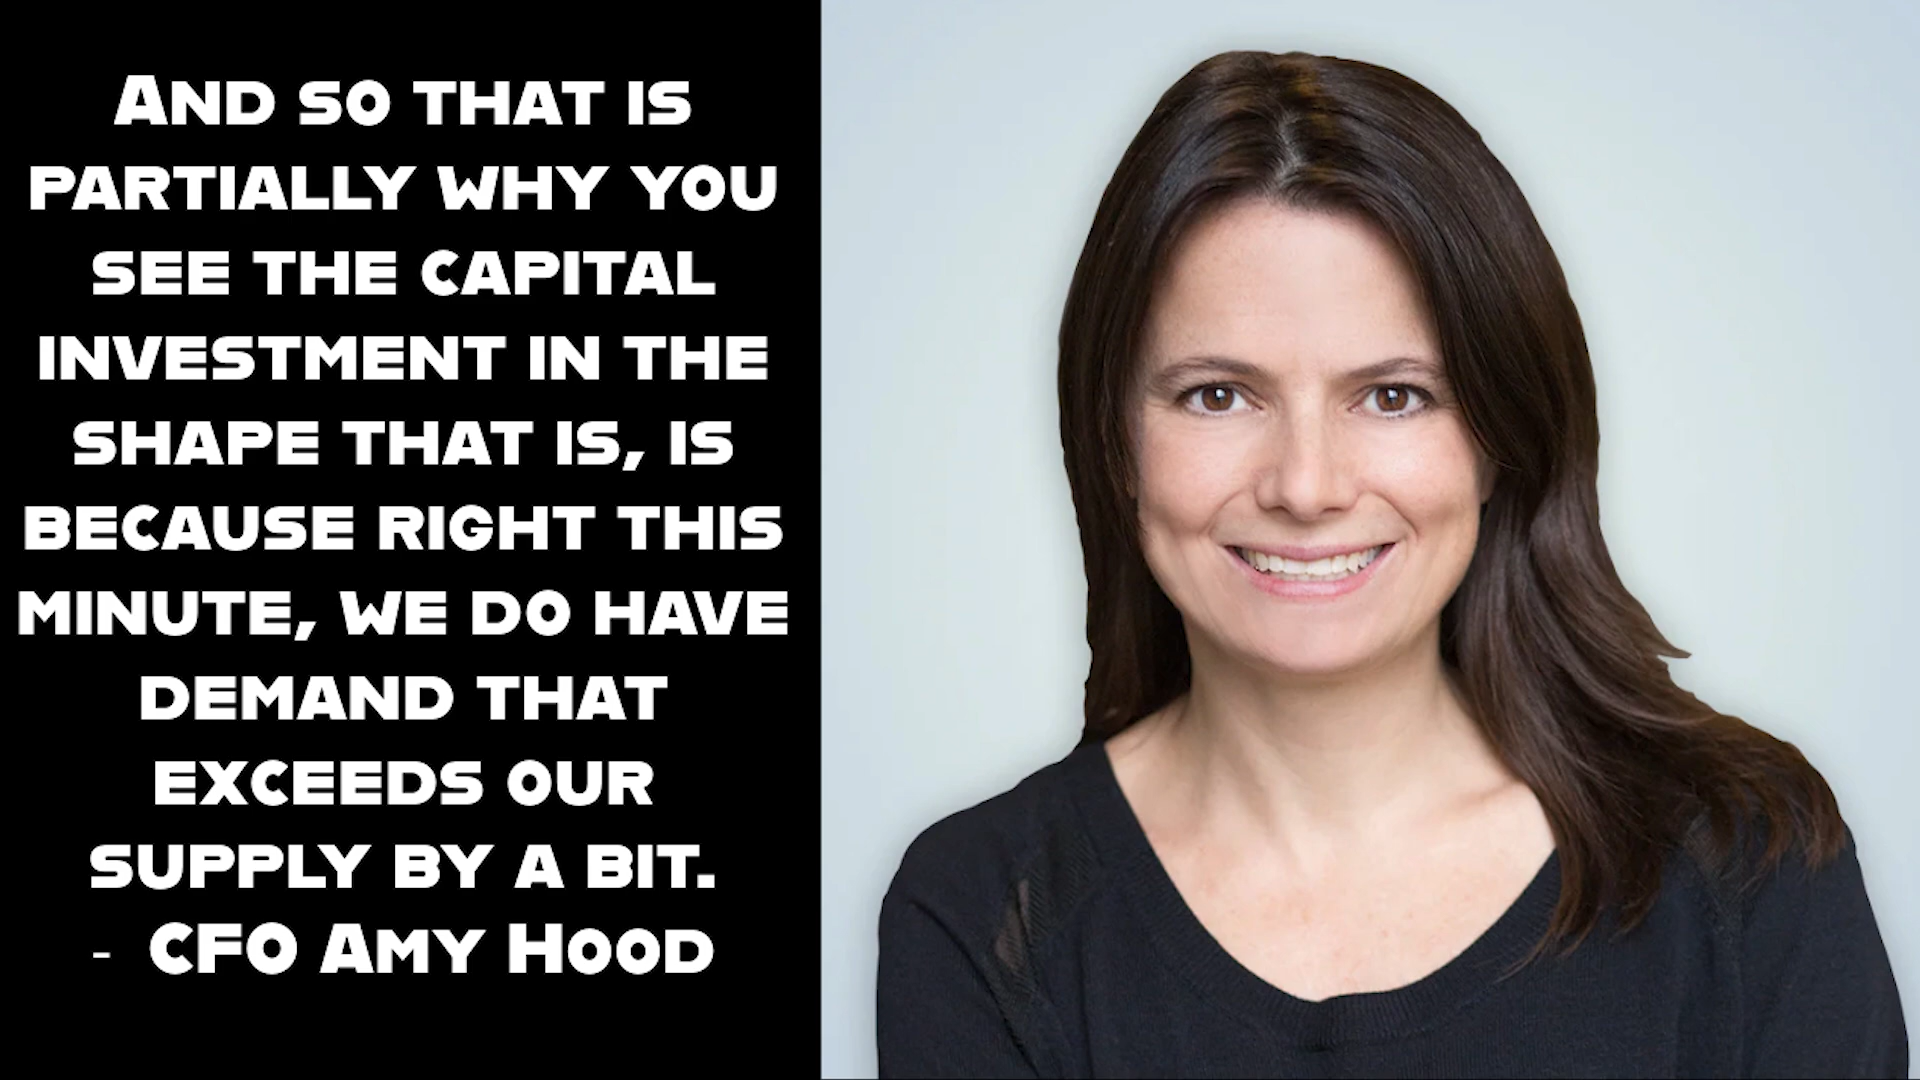 And so that is
partially why you
see the capital
investment in the
shape that is, is
because right this
minute, we do have
demand that
exceeds our
supply by a bit.
- CFO Amy Hood